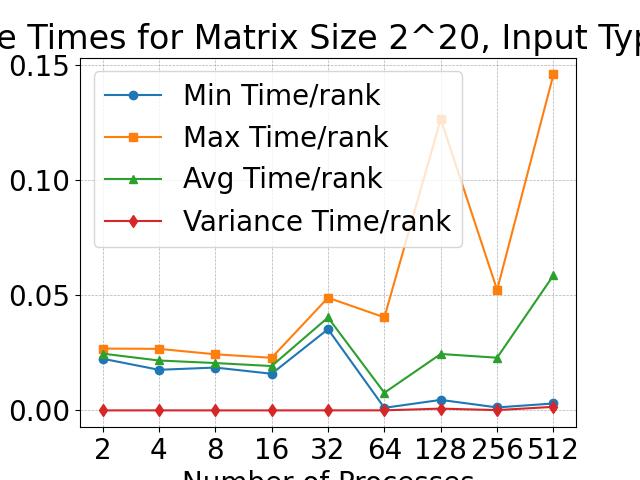 e Times for Matrix Size 2^20, Input Typ
0.15
0.10
0.05
0.00
Min Time/rank
Max Time/rank
Avg Time/rank
Variance Time/rank
2 4 8 16 32 64 128 256 512
Number of Processes